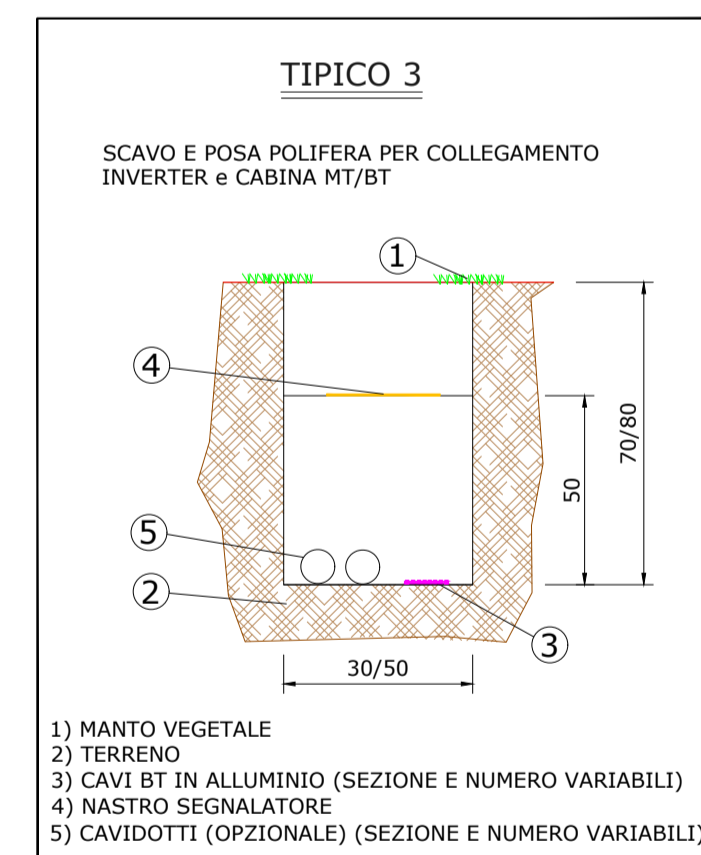 TIPICO 3
SCAVO E POSA POLIFERA PER COLLEGAMENTO
INVERTER e CABINA MT/BT
1
4
70/80
50
5
2
3
30/50
1) MANTO VEGETALE
2) TERRENO
3) CAVI BT IN ALLUMINIO (SEZIONE E NUMERO VARIABILI)
4) NASTRO SEGNALATORE
5) CAVIDOTTI (OPZIONALE) (SEZIONE E NUMERO VARIABILI)